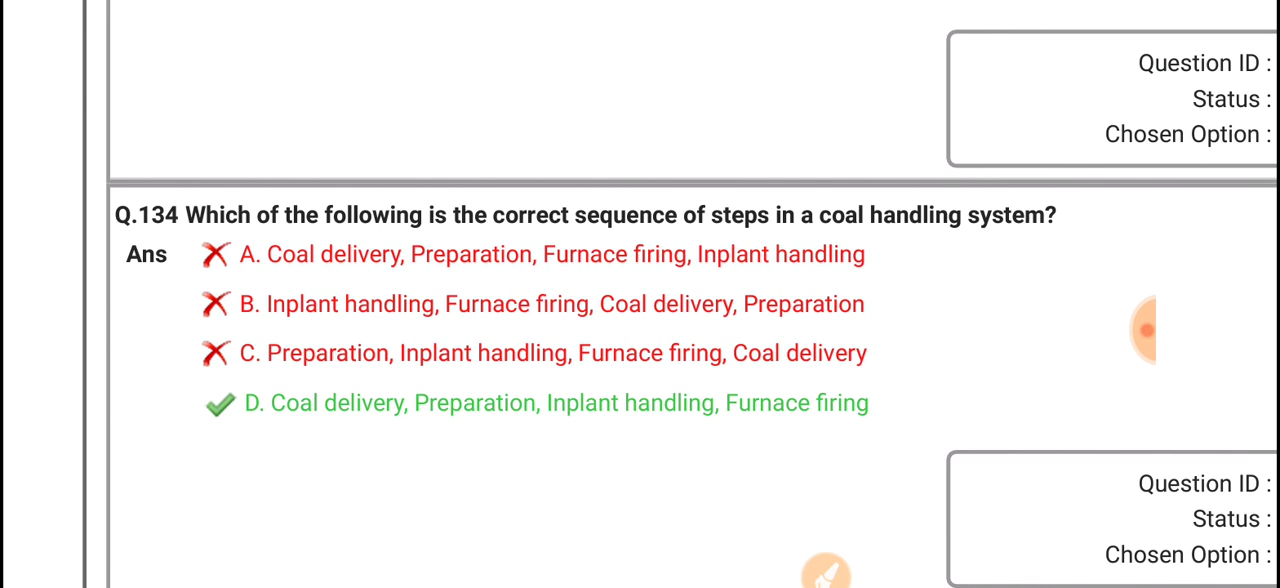 Question ID :
Status :
Chosen Option :
Q.134 Which of the following is the correct sequence of steps in a coal handling system?
Ans A. Coal delivery, Preparation, Furnace firing, Inplant handling
B. Inplant handling, Furnace firing, Coal delivery, Preparation
C. Preparation, Inplant handling, Furnace firing, Coal delivery
D. Coal delivery, Preparation, Inplant handling, Furnace firing
Question ID :
Status :
Chosen Option :